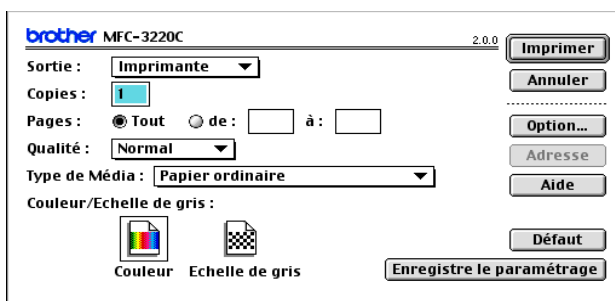 brother MFC-3220C 2.0.0 Imprimer
Sortie : Imprimante
Annuler
Copies : 1
Pages : Tout de : à : Option...
Qualité : Normal Adresse
Type de Média : Papier ordinaire Aide
Couleur/Echelle de gris :
Défaut
Couleur Echelle de gris Enregistre le paramétrage